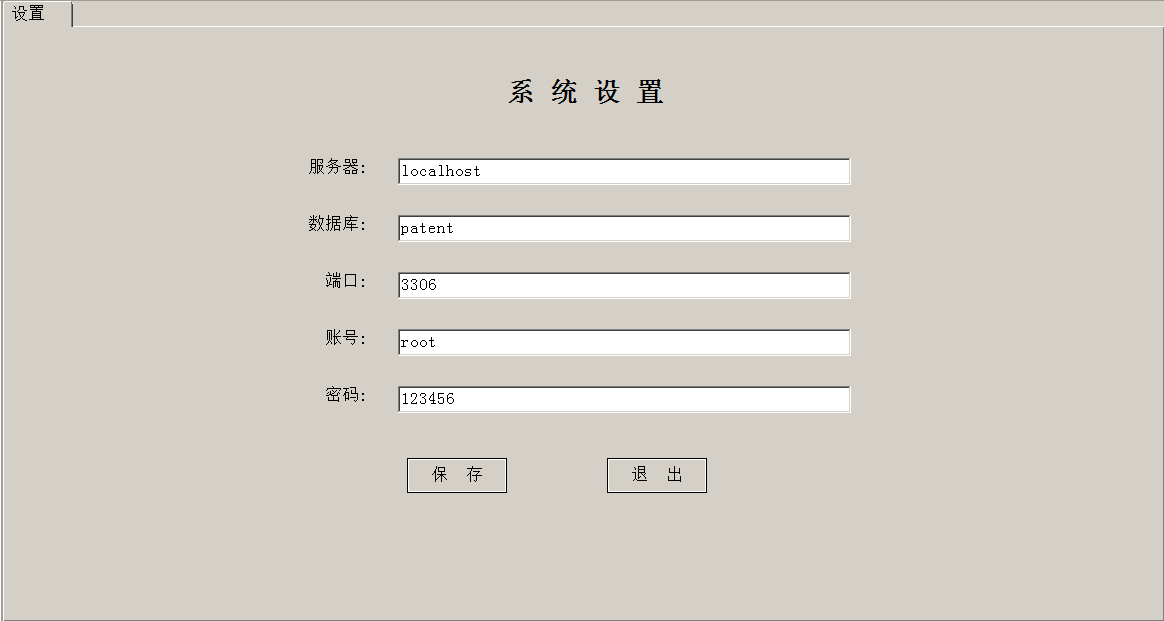 设置
系 统 设 置
服务器: localhost
数据库: patent
端口: 3306
账号: root
密码: 123456
保 存 退 出